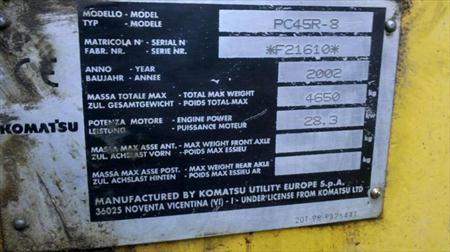 MODELLO - MODEL PC45R-8
TYP - MODELE
MATRICOLA N° - SERIAL N° *F21610*
FABR. NR. - SERIE N°
ANNO - YEAR 2002
BAUJAHR - ANNEE
MASSA TOTALE MAX - TOTAL MAX WEIGHT 4650 kg
ZUL. GESAMTGEWICHT - POIDS TOTAL MAX
KOMATSU
POTENZA MOTORE - ENGINE POWER 28.3 kW
LEISTUNG - PUISSANCE MOTEUR
MASSA MAX ASSE ANT. - MAX WEIGHT FRONT AXLE
ZUL. ACHSLAST VORN - POIDS MAX ESSIEU
MASSA MAX ASSE POST. - MAX WEIGHT REAR AXLE kg
ZUL. ACHSLAST HINTEN - POIDS MAX ESSIEU AR
MANUFACTURED BY KOMATSU UTILITY EUROPE S.p.A.
36025 NOVENTA VICENTINA (VI) - I - UNDER LICENSE FROM KOMATSU LTD
CE